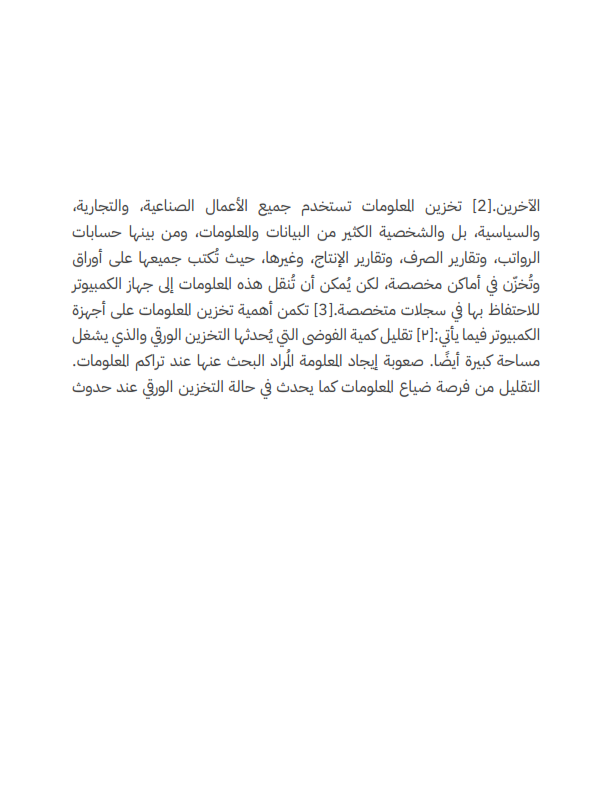 الآخرين.[2] تخزين المعلومات تستخدم جميع الأعمال الصناعية، والتجارية،
والسياسية، بل والشخصية الكثير من البيانات والمعلومات، ومن بينها حسابات
الرواتب، وتقارير الصرف، وتقارير الإنتاج، وغيرها، حيث تُكتب جميعها على أوراق
وتُخزّن في أماكن مخصصة، لكن يُمكن أن تُنقل هذه المعلومات إلى جهاز الكمبيوتر
للاحتفاظ بها في سجلات متخصصة.[3] تكمن أهمية تخزين المعلومات على أجهزة
الكمبيوتر فيما يأتي:[٢] تقليل كمية الفوضى التي يُحدثها التخزين الورقي والذي يشغل
مساحة كبيرة أيضًا. صعوبة إيجاد المعلومة المُراد البحث عنها عند تراكم المعلومات.
التقليل من فرصة ضياع المعلومات كما يحدث في حالة التخزين الورقي عند حدوث